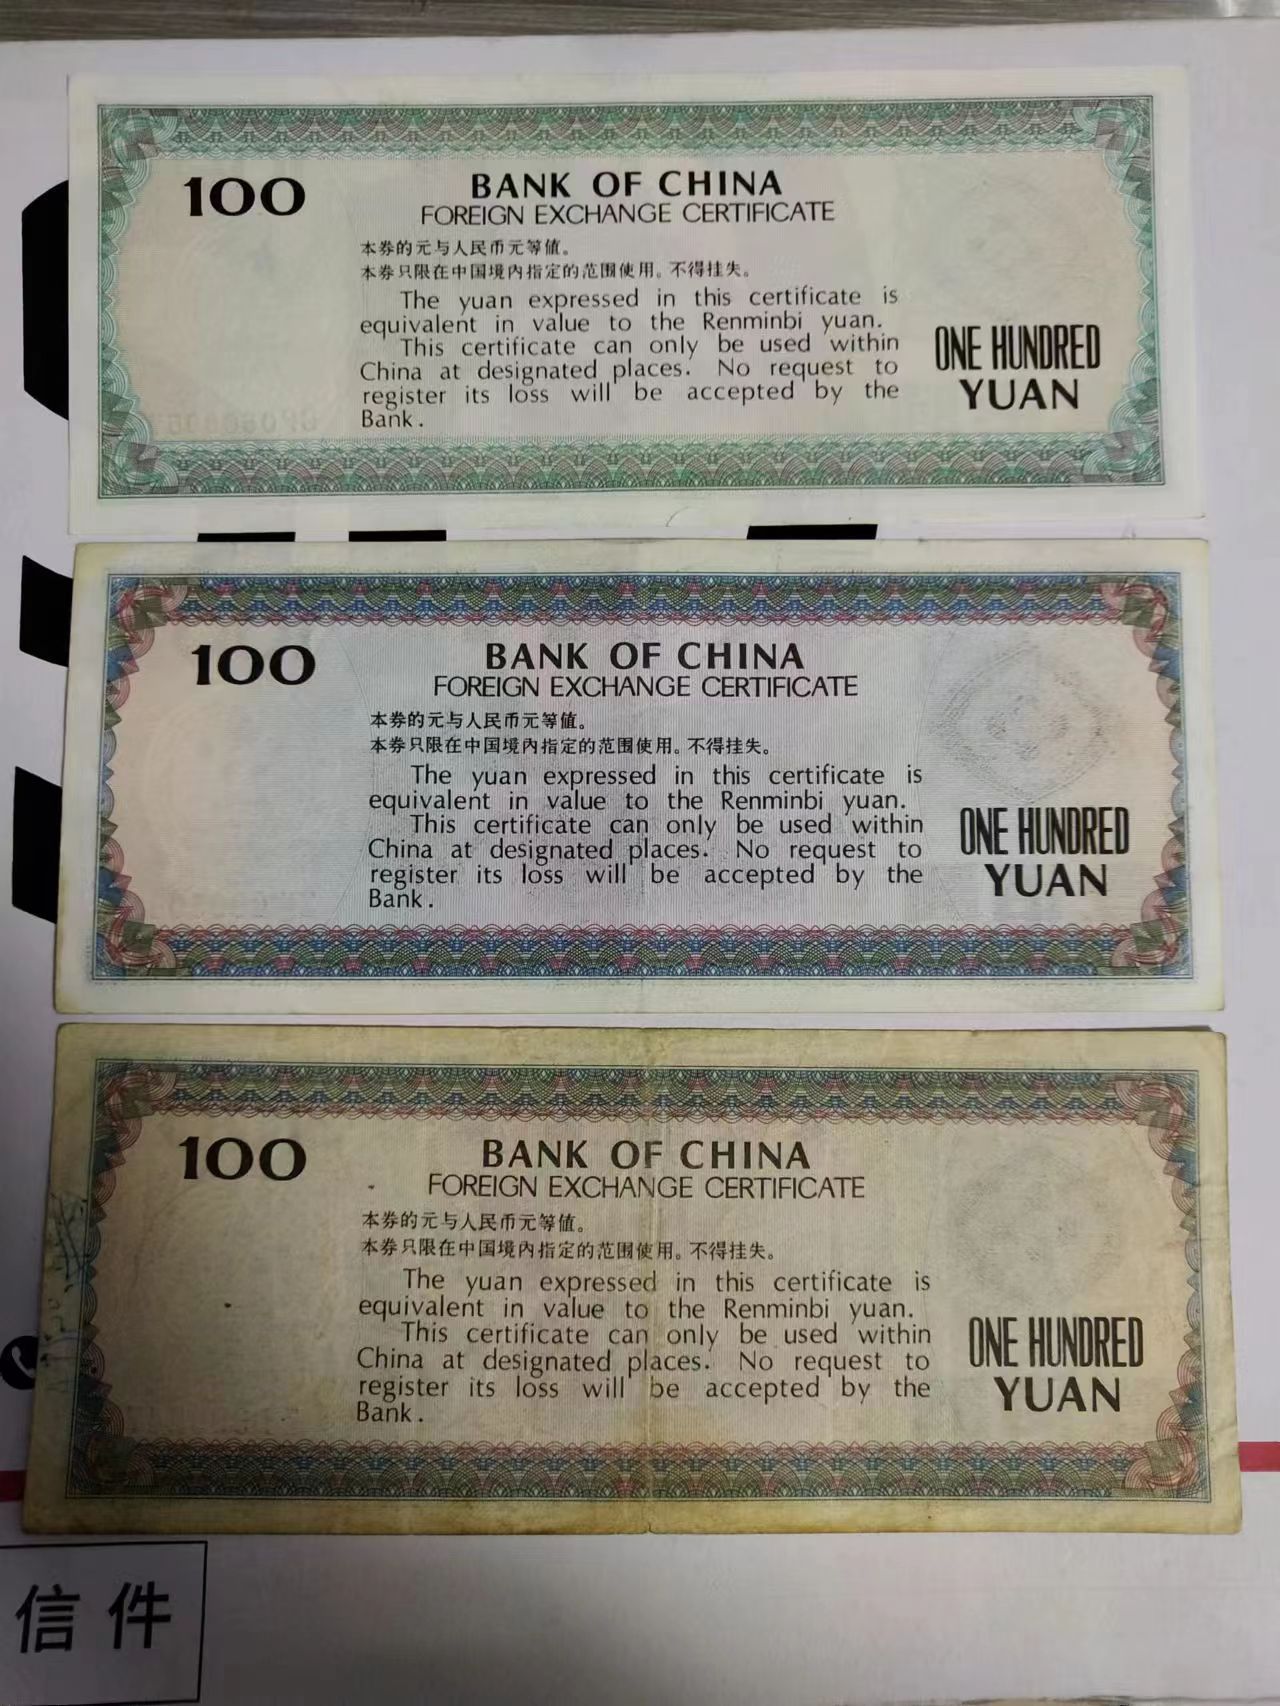 100
BANK OF CHINA
FOREIGN EXCHANGE CERTIFICATE
本券的元与人民币元等值。
本券只限在中国境内指定的范围使用。不得挂失。
The yuan expressed in this certificate is
equivalent in value to the Renminbi yuan.
This certificate can only be used within
China at designated places. No request to
register its loss will be accepted by the
Bank.
ONE HUNDRED
YUAN
100
BANK OF CHINA
FOREIGN EXCHANGE CERTIFICATE
本券的元与人民币元等值。
本券只限在中国境内指定的范围使用。不得挂失。
The yuan expressed in this certificate is
equivalent in value to the Renminbi yuan.
This certificate can only be used within
China at designated places. No request to
register its loss will be accepted by the
Bank.
ONE HUNDRED
YUAN
100
BANK OF CHINA
FOREIGN EXCHANGE CERTIFICATE
本券的元与人民币元等值。
本券只限在中国境内指定的范围使用。不得挂失。
The yuan expressed in this certificate is
equivalent in value to the Renminbi yuan.
This certificate can only be used within
China at designated places. No request to
register its loss will be accepted by the
Bank.
ONE HUNDRED
YUAN
信件